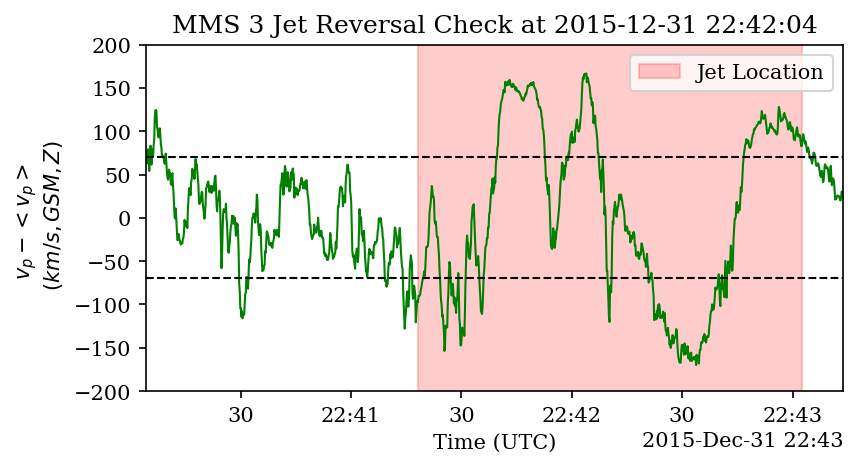 MMS 3 Jet Reversal Check at 2015-12-31 22:42:04
Jet Location
v_p − < v_p >
(km/s, GSM, Z)
200
150
100
50
0
−50
−100
−150
−200
30
22:41
30
22:42
30
22:43
Time (UTC)
2015-Dec-31 22:43